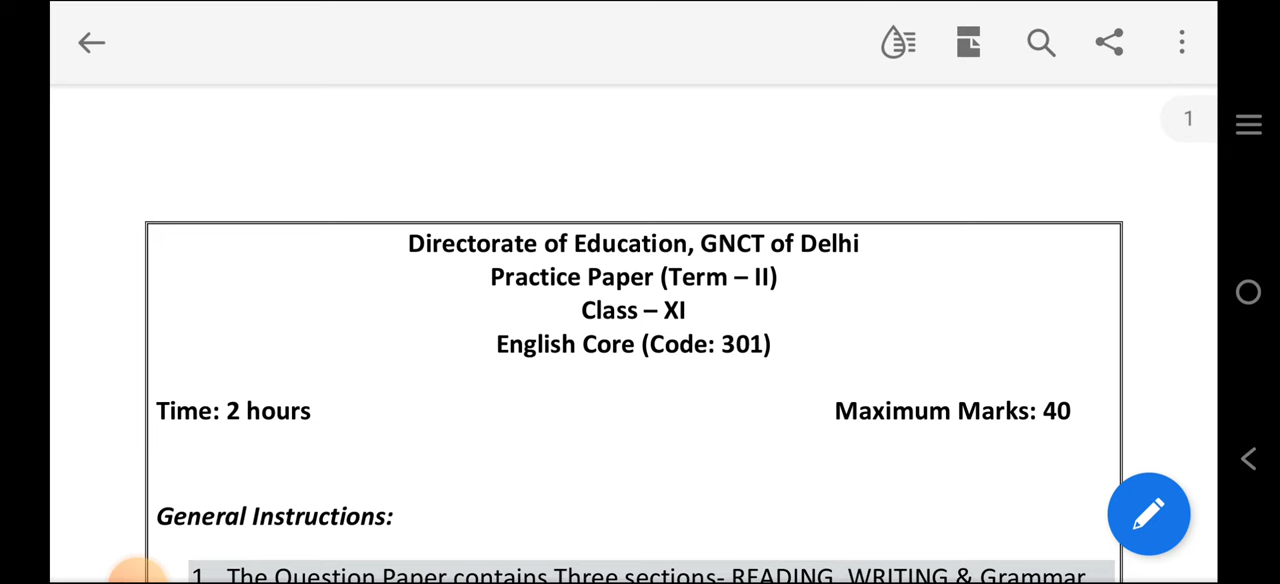 1
Directorate of Education, GNCT of Delhi
Practice Paper (Term – II)
Class – XI
English Core (Code: 301)
Time: 2 hours Maximum Marks: 40
General Instructions:
1. The Question Paper contains Three sections- READING, WRITING & Grammar